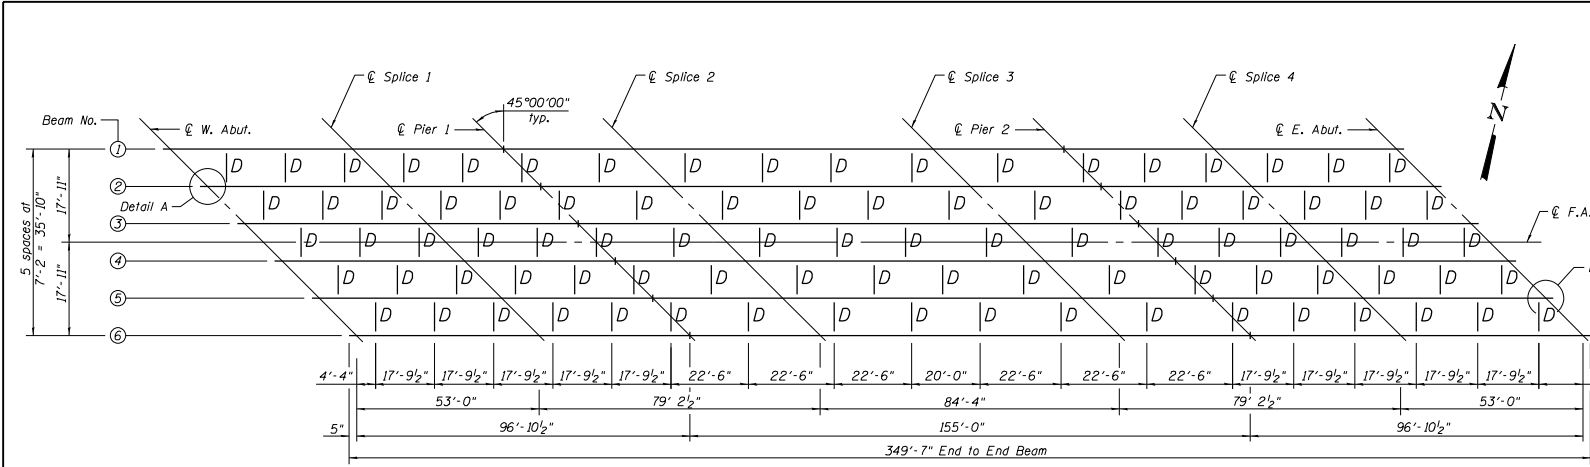 ℄ Splice 1
℄ Splice 2
℄ Splice 3
℄ Splice 4
45°00'00"
typ.
Beam No.
℄ W. Abut.
℄ Pier 1
℄ Pier 2
℄ E. Abut.
N
1
D D D D D D D D D D D D D D D D D D
2
Detail A
D D D D D D D D D D D D D D D D D D
3
℄ F.A.
D D D D D D D D D D D D D D D D D D
4
D D D D D D D D D D D D D D D D D D
5
D D D D D D D D D D D D D D D D D D
6
5 spaces at
7'-2 = 35'-10"
17'-11"
17'-11"
4'-4" 17'-9½" 17'-9½" 17'-9½" 17'-9½" 17'-9½" 22'-6" 22'-6" 22'-6" 20'-0" 22'-6" 22'-6" 22'-6" 17'-9½" 17'-9½" 17'-9½" 17'-9½" 17'-9½"
53'-0" 79' 2½" 84'-4" 79' 2½" 53'-0"
5" 96'-10½" 155'-0" 96'-10½"
349'-7" End to End Beam